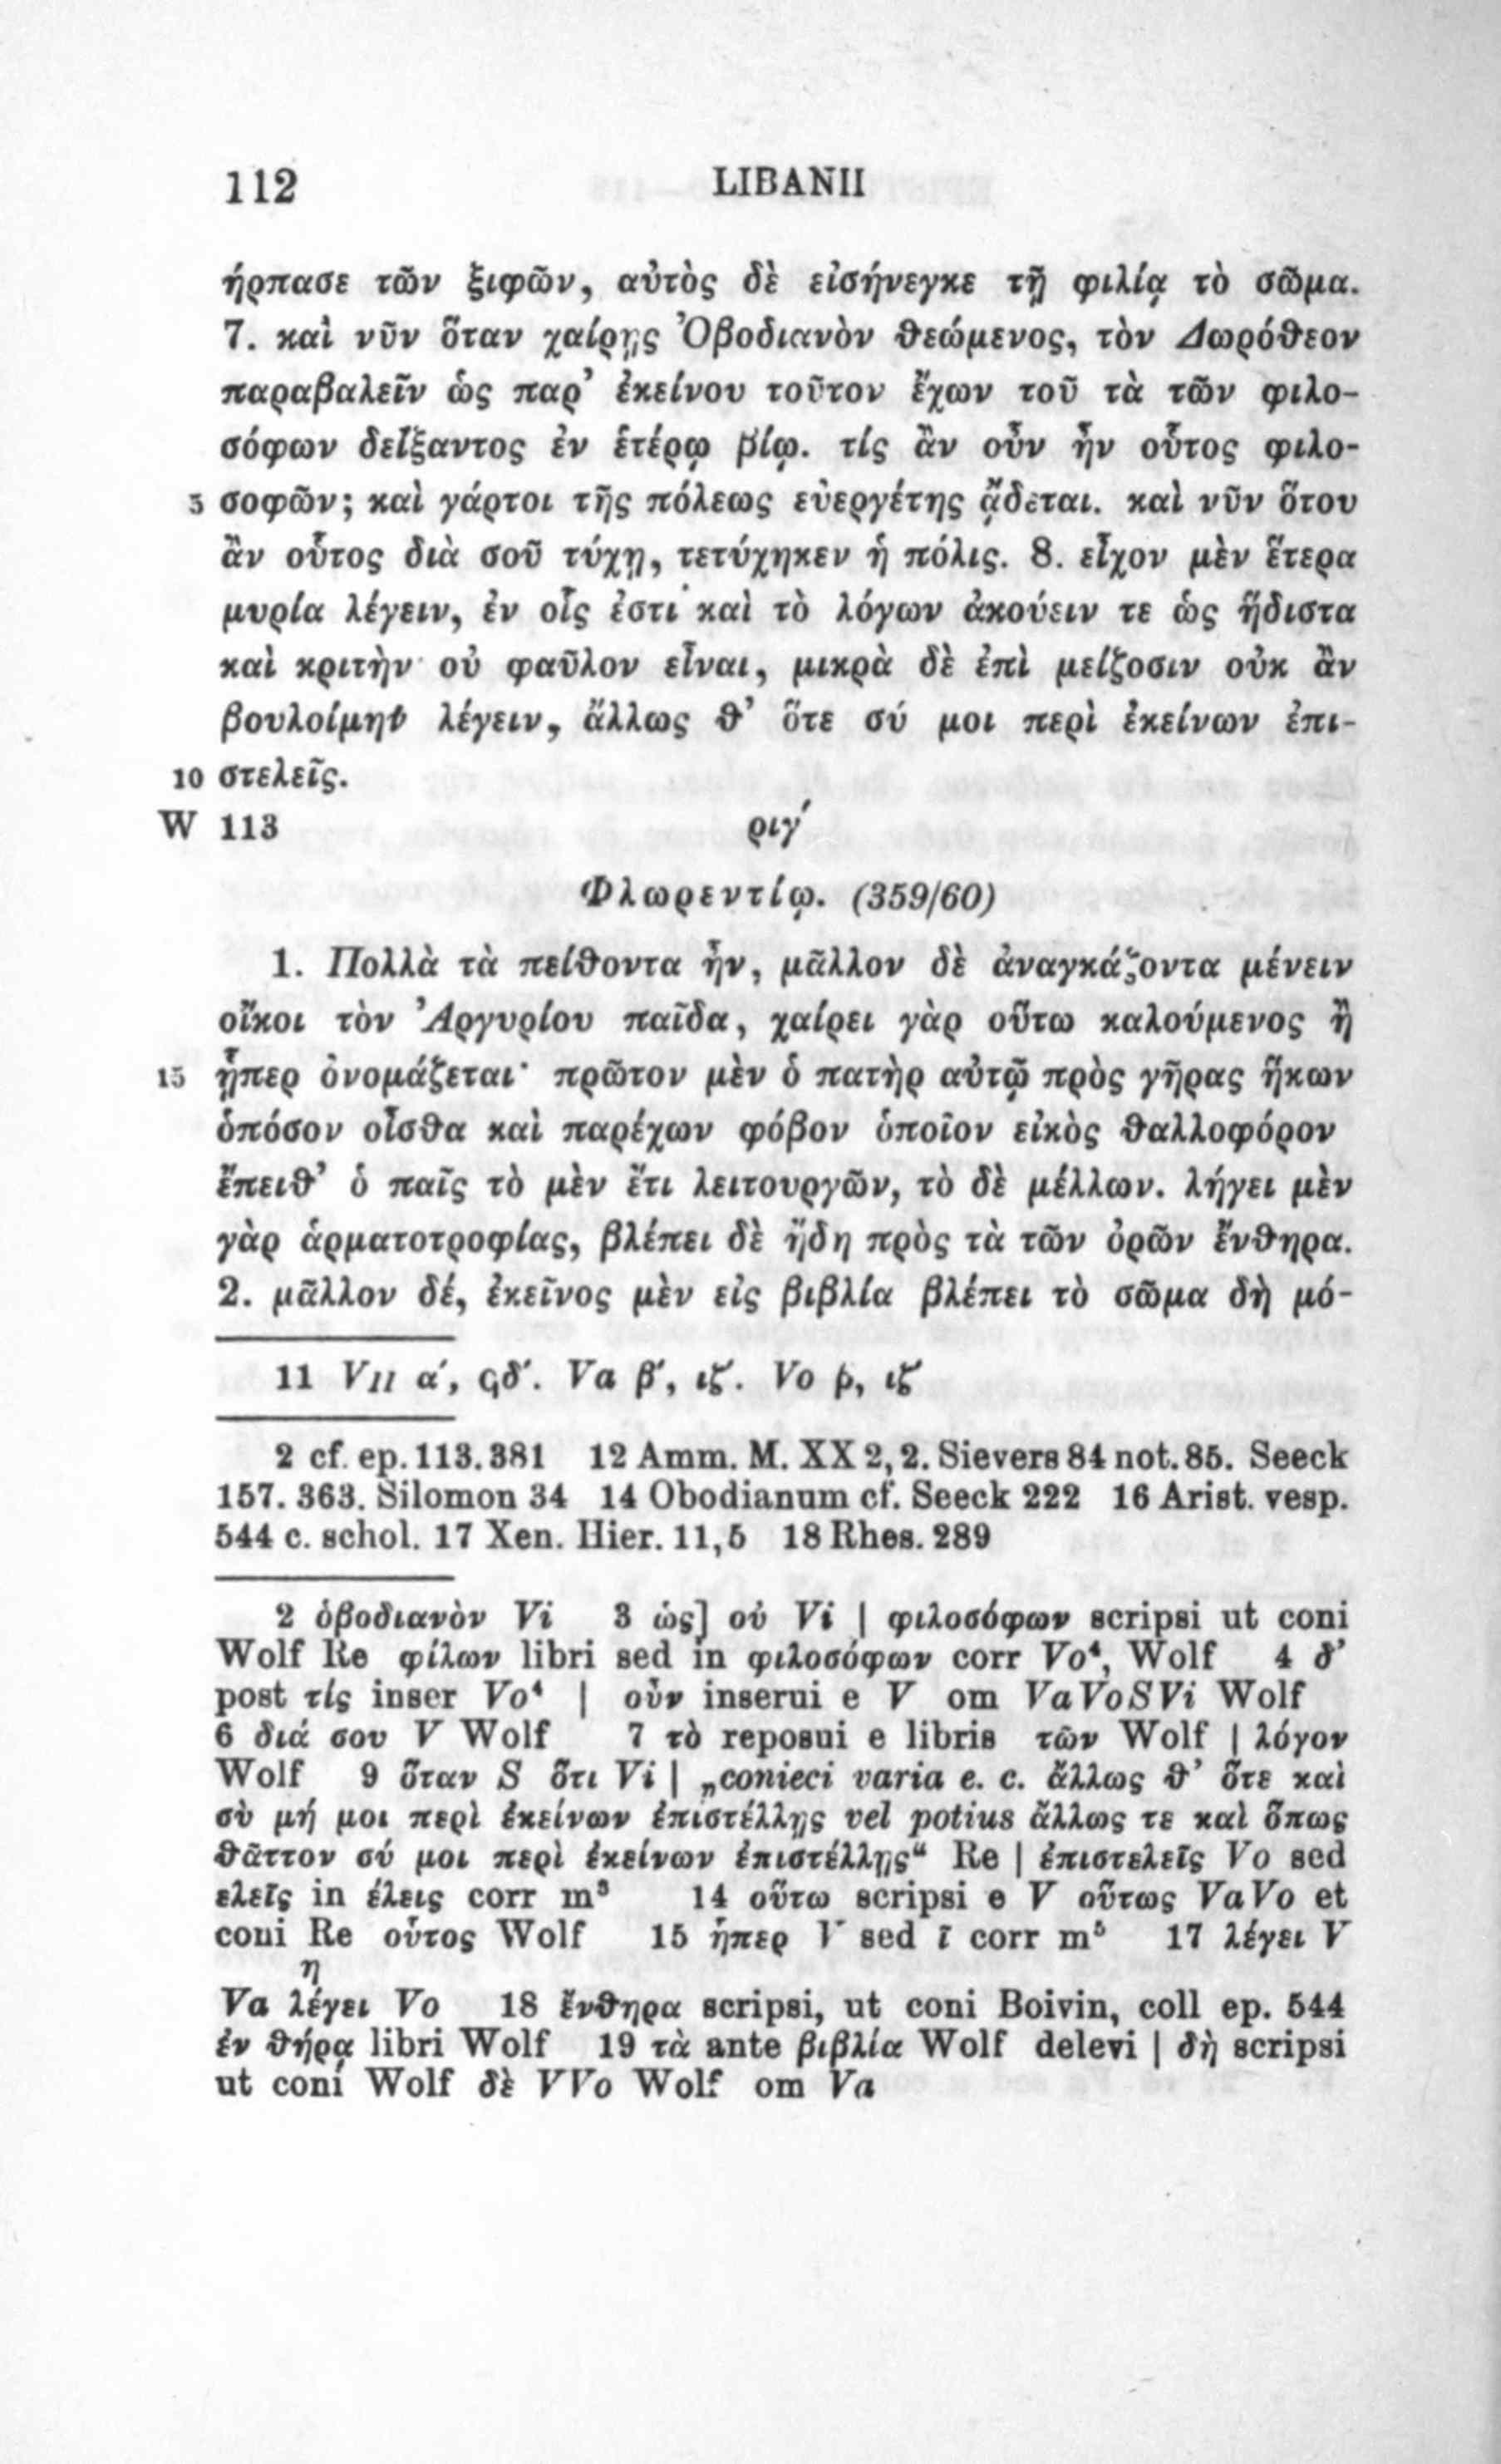 112 LIBANII
ήρπασε τῶν ξιφῶν, αὐτὸς δὲ εἰσήνεγκε τῇ φιλίᾳ τὸ σῶμα.
7. καὶ νῦν ὅταν χαίρῃς Ὀβοδιανὸν θεώμενος, τὸν Δωρόθεον
παραβαλεῖν ὡς παρ’ ἐκείνου τοῦτον ἔχων τοῦ τὰ τῶν φιλο-
σόφων δείξαντος ἐν ἑτέρῳ βίῳ. τίς ἂν οὖν ἦν οὗτος φιλο-
5 σοφῶν; καὶ γάρτοι τῆς πόλεως εὐεργέτης ᾄδεται. καὶ νῦν ὅτου
ἂν οὗτος διὰ σοῦ τύχῃ, τετύχηκεν ἡ πόλις. 8. εἶχον μὲν ἕτερα
μυρία λέγειν, ἐν οἷς ἐστι καὶ τὸ λόγων ἀκούειν τε ὡς ἥδιστα
καὶ κριτὴν οὐ φαῦλον εἶναι, μικρὰ δὲ ἐπὶ μείζοσιν οὐκ ἂν
βουλοίμην λέγειν, ἄλλως θ’ ὅτε σύ μοι περὶ ἐκείνων ἐπι-
10 στελεῖς.
W 113 ριγ′
Φλωρεντίῳ. (359/60)
1. Πολλὰ τὰ πείθοντα ἦν, μᾶλλον δὲ ἀναγκάζοντα μένειν
οἴκοι τὸν Ἀργυρίου παῖδα, χαίρει γὰρ οὕτω καλούμενος ἢ
15 ᾗπερ ὀνομάζεται· πρῶτον μὲν ὁ πατὴρ αὐτῷ πρὸς γῆρας ἥκων
ὁπόσον οἶσθα καὶ παρέχων φόβον ὁποῖον εἰκὸς θαλλοφόρον
ἔπειθ’ ὁ παῖς τὸ μὲν ἔτι λειτουργῶν, τὸ δὲ μέλλων. λήγει μὲν
γὰρ ἁρματοτροφίας, βλέπει δὲ ἤδη πρὸς τὰ τῶν ὀρῶν ἔνθηρα.
2. μᾶλλον δέ, ἐκεῖνος μὲν εἰς βιβλία βλέπει τὸ σῶμα δὴ μό-
11 VII α′, ϙδ′. Va β′, ιζ′. Vo þ, ιζ′
2 cf. ep. 113. 381 12 Amm. M. XX 2, 2. Sievers 84 not. 85. Seeck
157. 363. Silomon 34 14 Obodianum cf. Seeck 222 16 Arist. vesp.
544 c. schol. 17 Xen. Hier. 11, 5 18 Rhes. 289
2 ὀβοδιανὸν Vi 3 ὡς] οὐ Vi | φιλοσόφων scripsi ut coni
Wolf Re φίλων libri sed in φιλοσόφων corr Vo⁴, Wolf 4 δ’
post τίς inser Vo⁴ | οὖν inserui e V om VaVoSVi Wolf
6 διά σου V Wolf 7 τὸ reposui e libris τῶν Wolf | λόγον
Wolf 9 ὅταν S ὅτι Vi | „conieci varia e. c. ἄλλως θ’ ὅτε καὶ
σὺ μή μοι περὶ ἐκείνων ἐπιστέλλῃς vel potius ἄλλως τε καὶ ὅπως
θᾶττον σύ μοι περὶ ἐκείνων ἐπιστέλλῃς“ Re | ἐπιστελεῖς Vo sed
ελεῖς in έλεις corr m³ 14 οὕτω scripsi e V οὕτως VaVo et
coni Re οὗτος Wolf 15 ἧπερ V sed ῖ corr m⁵ 17 λέγει V
η
Va λέγει Vo 18 ἔνθηρα scripsi, ut coni Boivin, coll ep. 544
ἐν θήρᾳ libri Wolf 19 τὰ ante βιβλία Wolf delevi | δὴ scripsi
ut coni Wolf δὲ VVo Wolf om Va